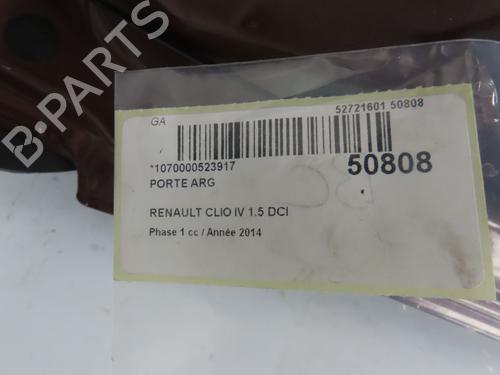 B-PARTS
GA
52721601 50808
*1070000523917
50808
PORTE ARG
RENAULT CLIO IV 1.5 DCI
Phase 1 cc / Année 2014